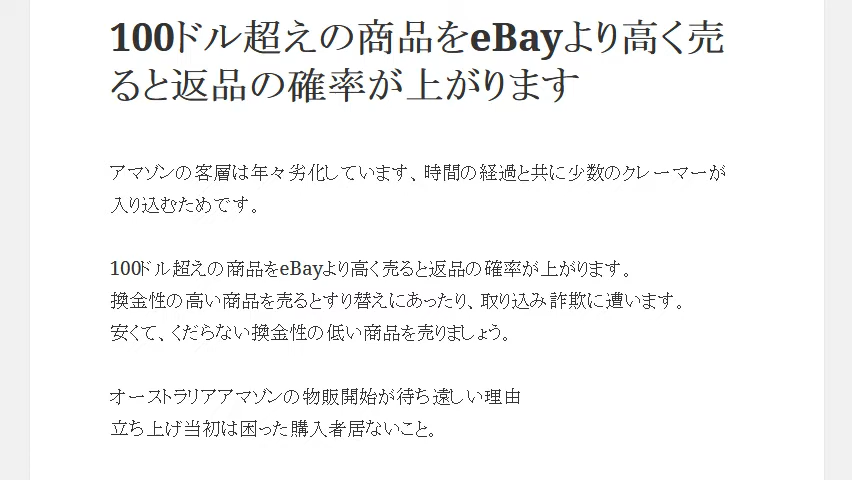 100ドル超えの商品をeBayより高く売
ると返品の確率が上がります
アマゾンの客層は年々劣化しています、時間の経過と共に少数のクレーマーが
入り込むためです。
100ドル超えの商品をeBayより高く売ると返品の確率が上がります。
換金性の高い商品を売るとすり替えにあったり、取り込み詐欺に遭います。
安くて、くだらない換金性の低い商品を売りましょう。
オーストラリアアマゾンの物販開始が待ち遠しい理由
立ち上げ当初は困った購入者居ないこと。